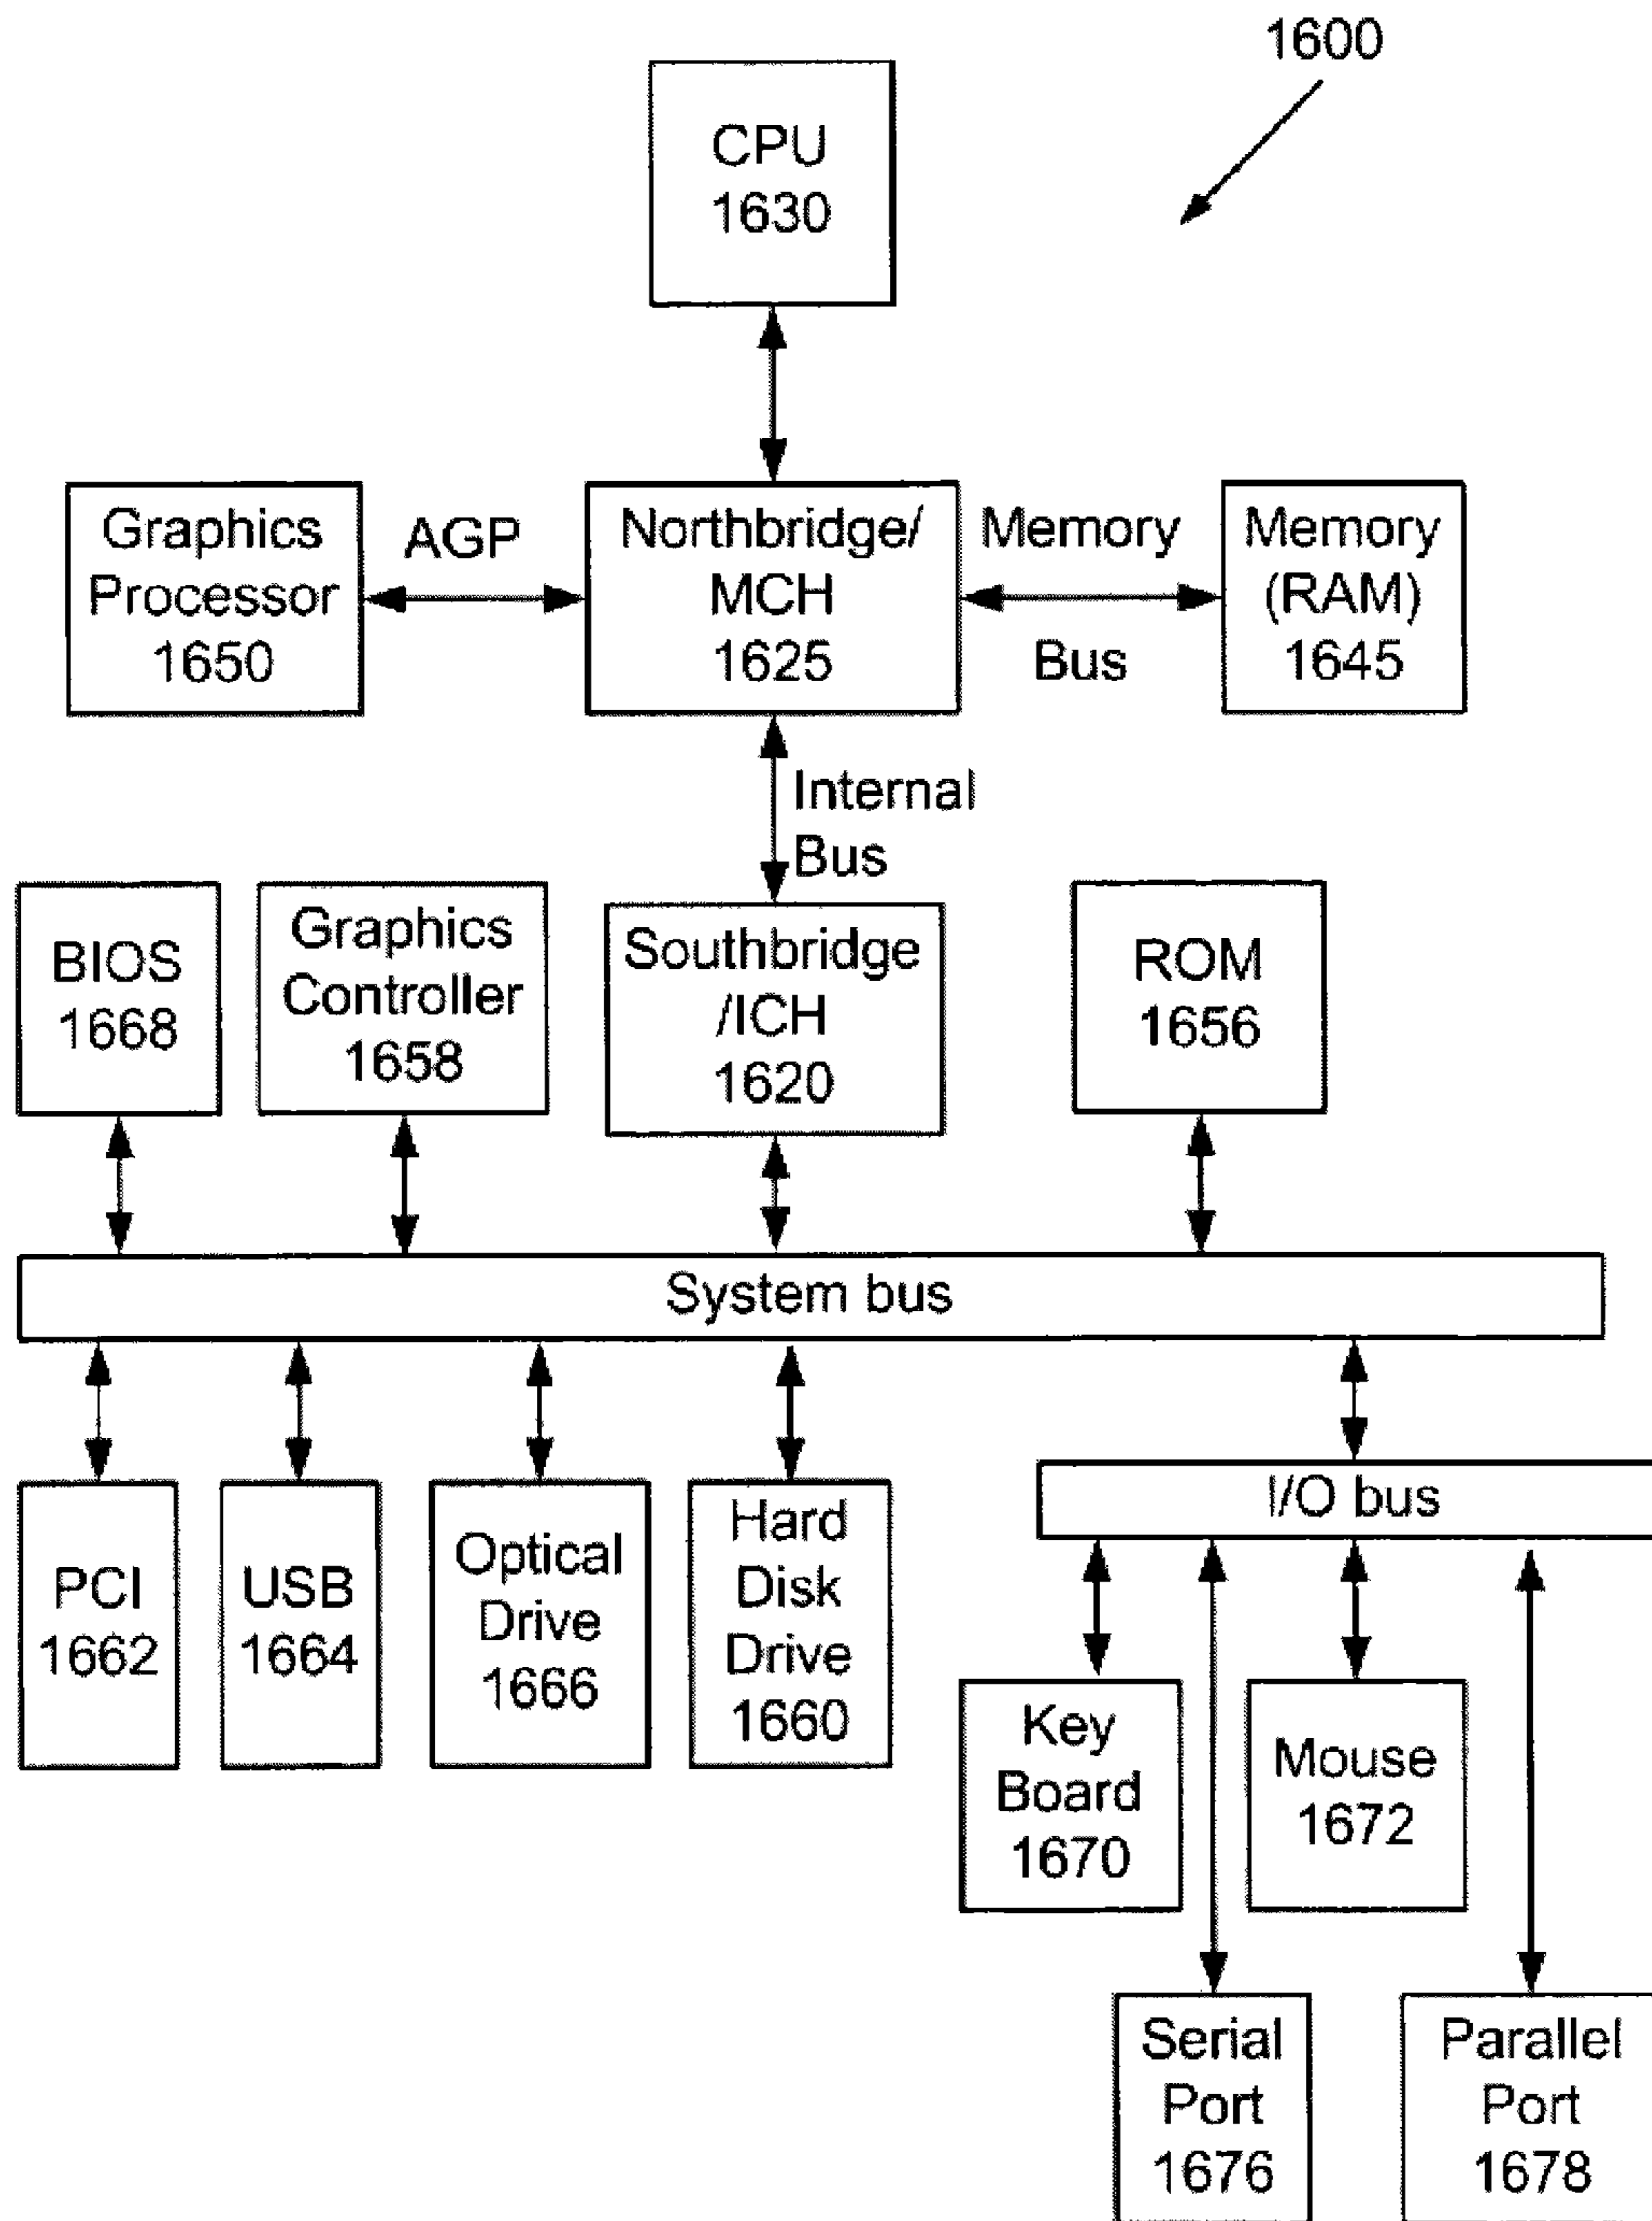 1600
CPU
1630
Graphics
Processor
1650
AGP
Northbridge/
MCH
1625
Memory
Bus
Memory
(RAM)
1645
Internal
Bus
BIOS
1668
Graphics
Controller
1658
Southbridge
/ICH
1620
ROM
1656
System bus
PCI
1662
USB
1664
Optical
Drive
1666
Hard
Disk
Drive
1660
I/O bus
Key
Board
1670
Mouse
1672
Serial
Port
1676
Parallel
Port
1678